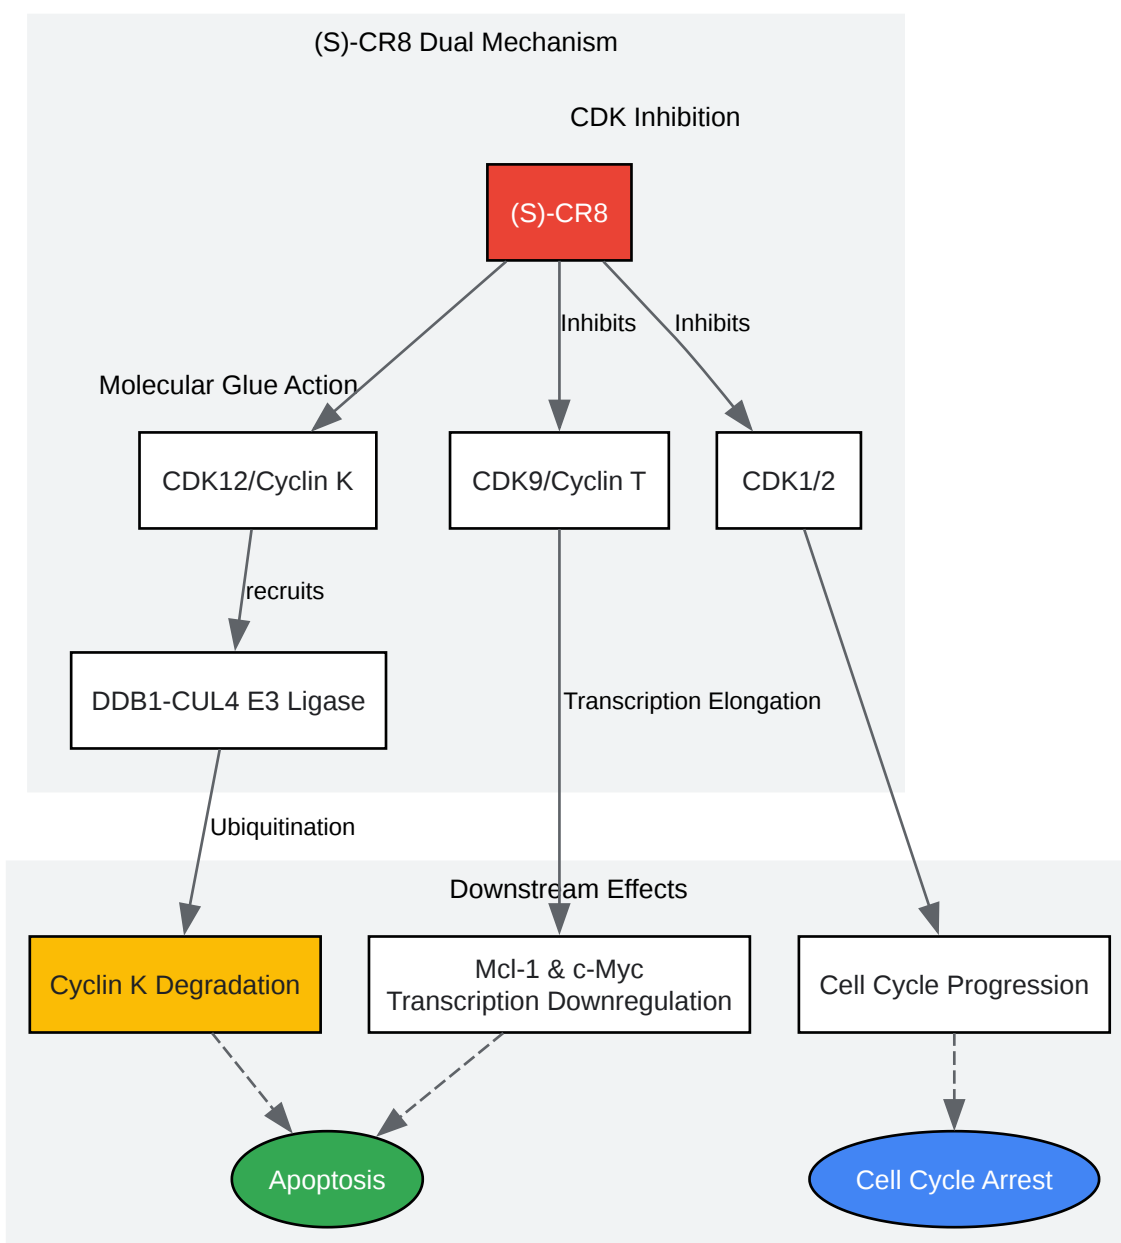 (S)-CR8 Dual Mechanism
CDK Inhibition
(S)-CR8
Inhibits
Inhibits
Molecular Glue Action
CDK12/Cyclin K
CDK9/Cyclin T
CDK1/2
recruits
DDB1-CUL4 E3 Ligase
Transcription Elongation
Ubiquitination
Downstream Effects
Cyclin K Degradation
Mcl-1 & c-Myc
Transcription Downregulation
Cell Cycle Progression
Apoptosis
Cell Cycle Arrest